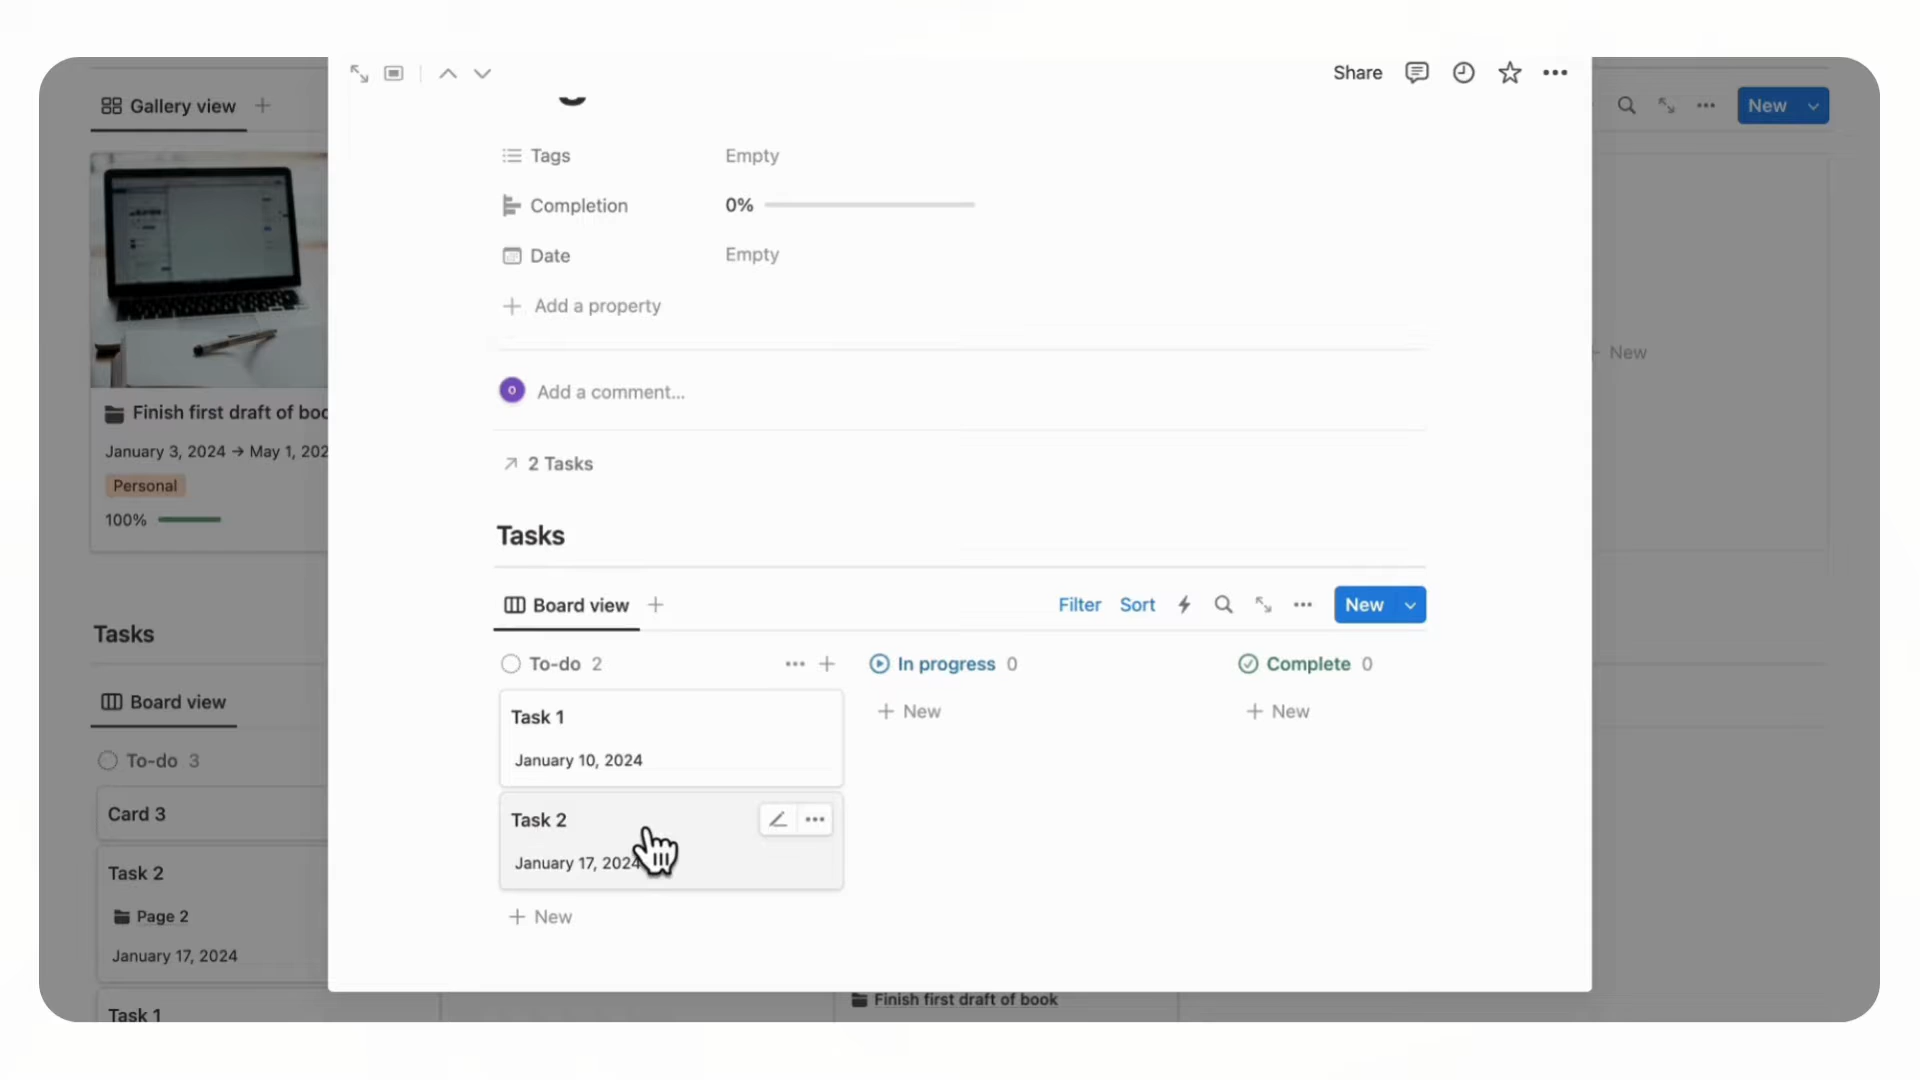 Share
Gallery view
New
Tags Empty
Completion 0%
Date Empty
Add a property
New
Add a comment...
Finish first draft of boo
January 3, 2024 → May 1, 202
Personal
100%
2 Tasks
Tasks
Board view
Filter Sort New
To-do 2
In progress 0
Complete 0
Task 1
January 10, 2024
New
New
Task 2
January 17, 2024
New
Tasks
Board view
To-do 3
Card 3
Task 2
Page 2
January 17, 2024
Task 1
Finish first draft of book